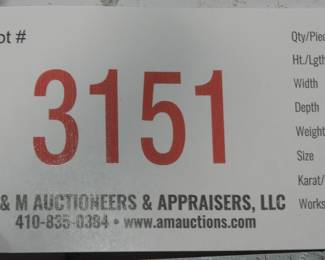 ot #
3151
& M AUCTIONEERS & APPRAISERS, LLC
410-835-0384 • www.amauctions.com
Qty/Pie
Ht./Lgth
Width
Depth
Weight
Size
Karat/
Works